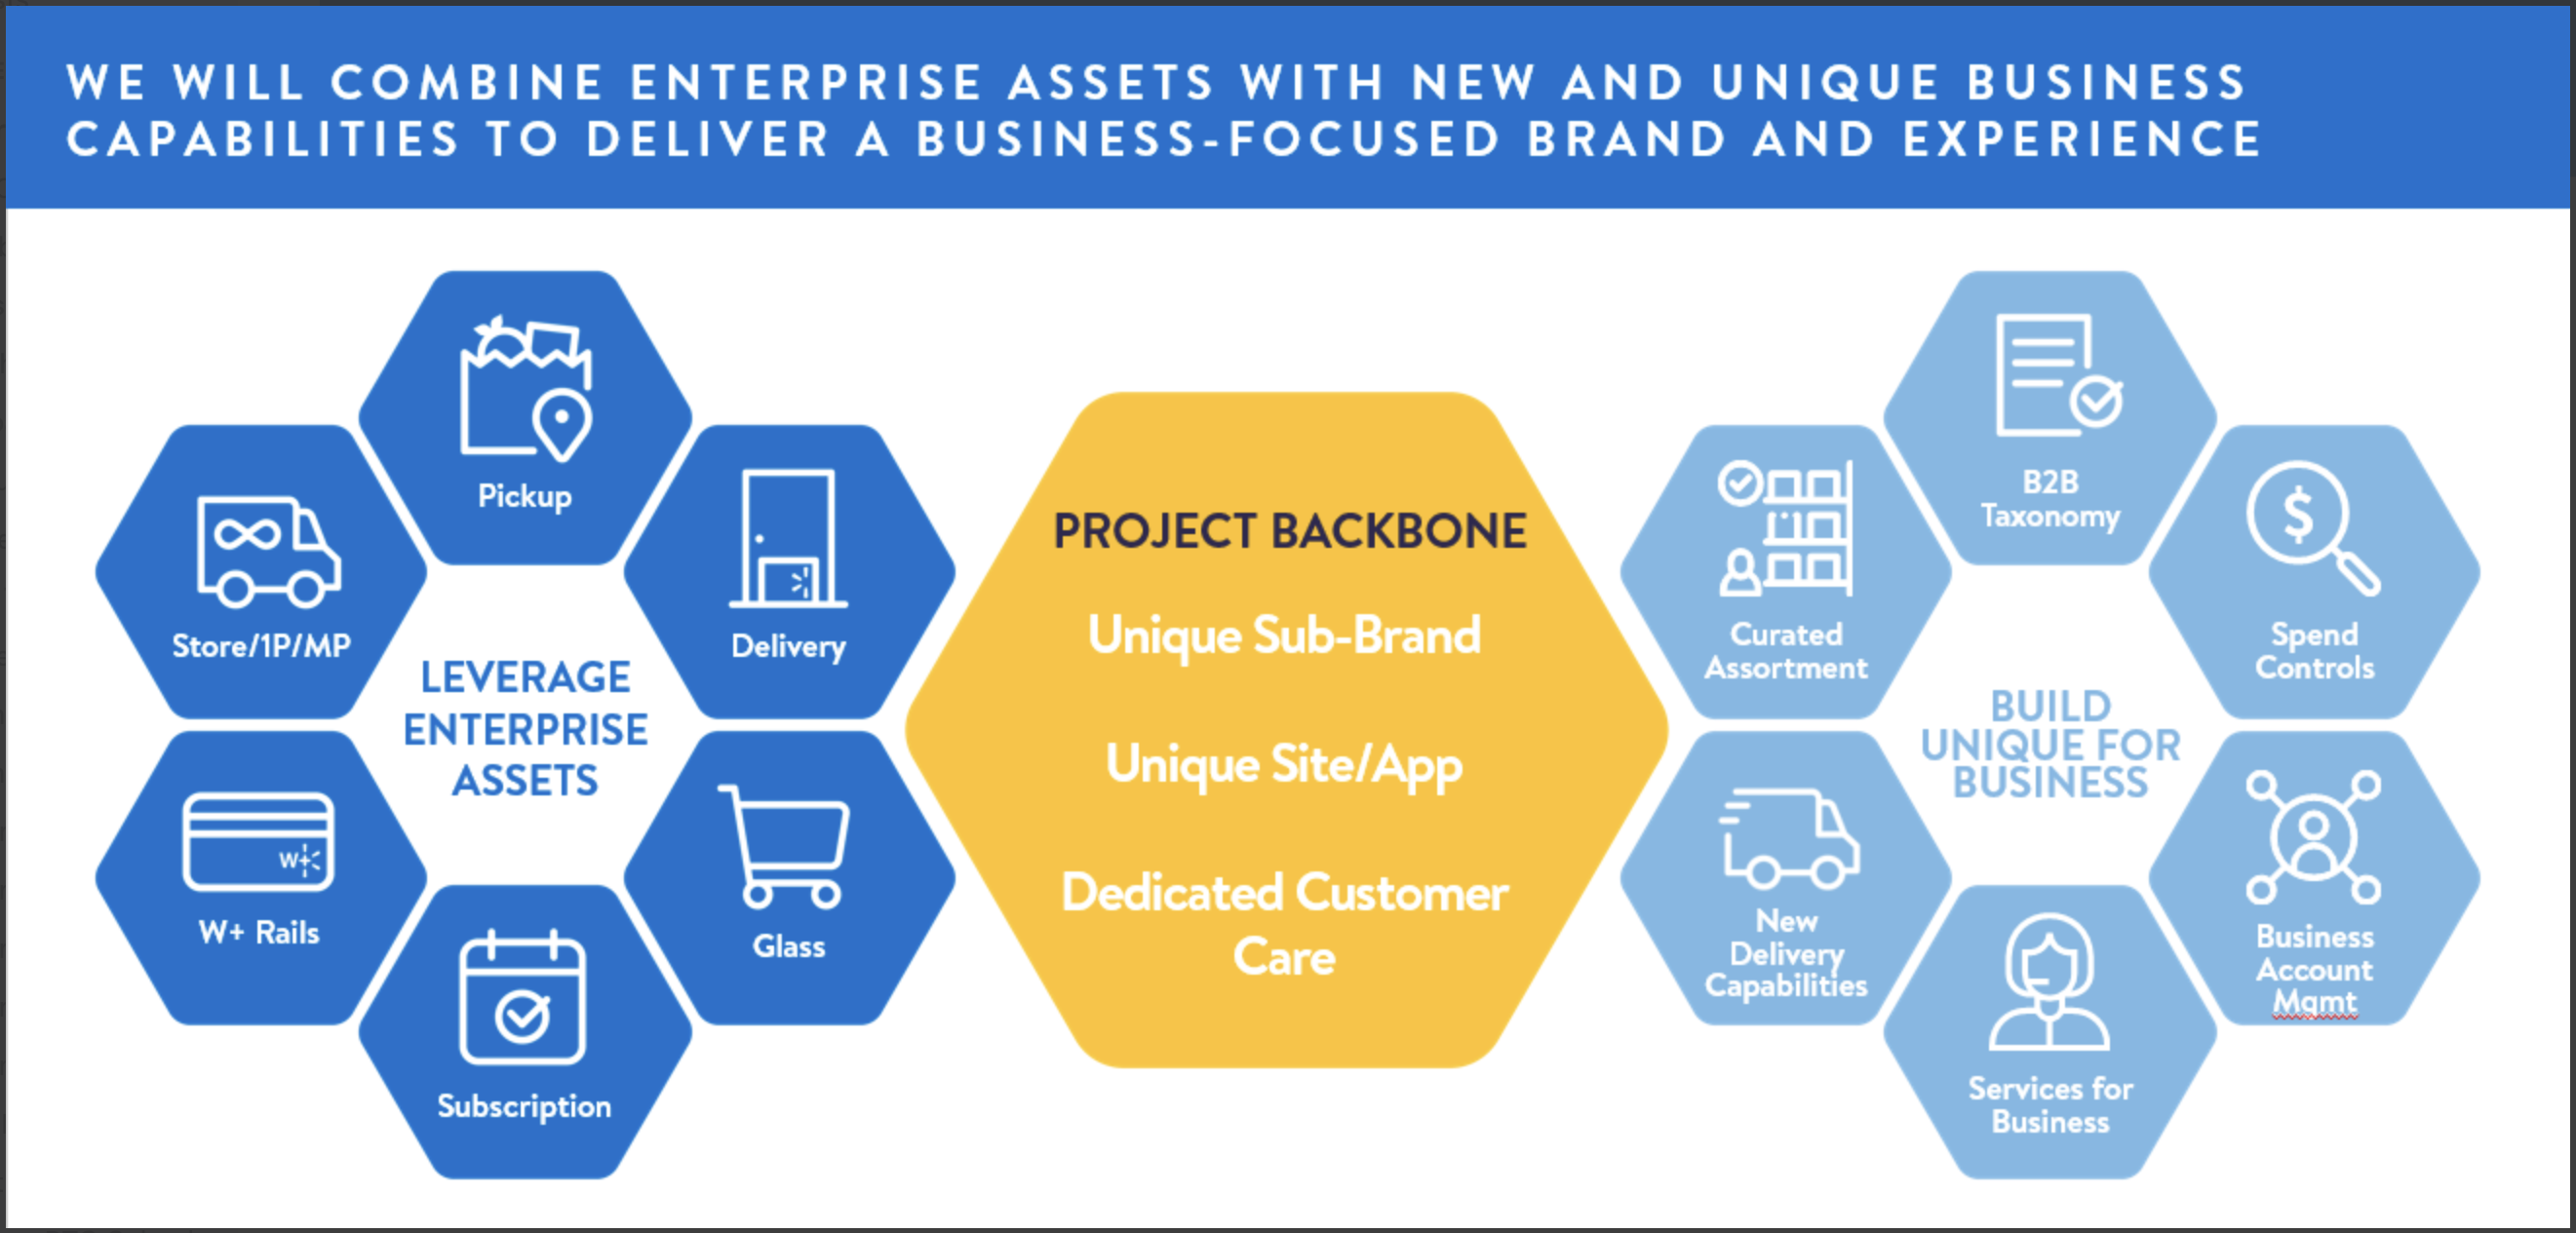 WE WILL COMBINE ENTERPRISE ASSETS WITH NEW AND UNIQUE BUSINESS
CAPABILITIES TO DELIVER A BUSINESS-FOCUSED BRAND AND EXPERIENCE
Pickup
Store/1P/MP
Delivery
LEVERAGE
ENTERPRISE
ASSETS
W+
W+ Rails
Glass
Subscription
PROJECT BACKBONE
Unique Sub-Brand
Unique Site/App
Dedicated Customer
Care
B2B
Taxonomy
Curated
Assortment
$
Spend
Controls
BUILD
UNIQUE FOR
BUSINESS
New
Delivery
Capabilities
Business
Account
Mgmt
Services for
Business